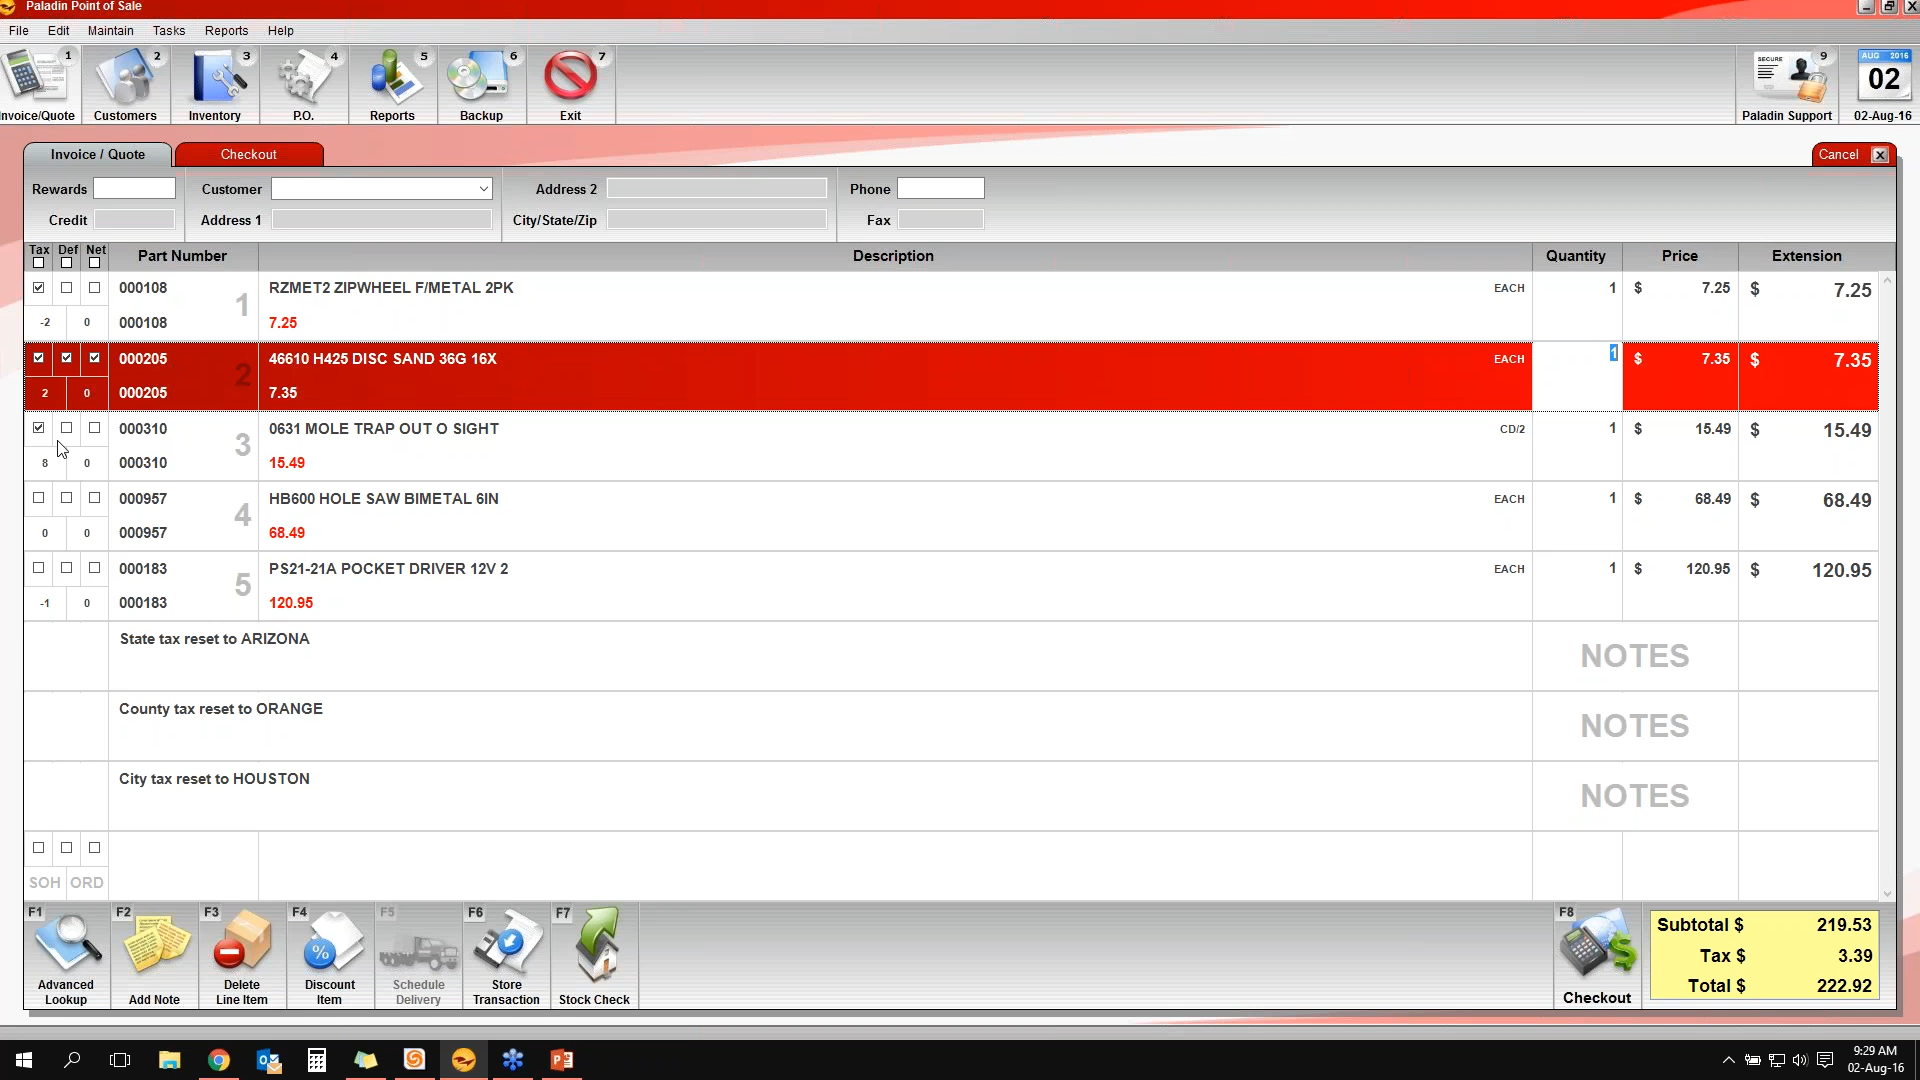 Paladin Point of Sale
File Edit Maintain Tasks Reports Help
1 2 3 4 5 6 7 SECURE 9 AUG 2016
02
nvoice/Quote Customers Inventory P.O. Reports Backup Exit Paladin Support 02-Aug-16
Invoice / Quote Checkout Cancel X
Rewards Customer Address 2 Phone
Credit Address 1 City/State/Zip Fax
Tax Def Net Part Number Description Quantity Price Extension
000108 1 RZMET2 ZIPWHEEL F/METAL 2PK EACH 1 $ 7.25 $ 7.25
-2 0 000108 7.25
000205 2 46610 H425 DISC SAND 36G 16X EACH 1 $ 7.35 $ 7.35
2 0 000205 7.35
000310 3 0631 MOLE TRAP OUT O SIGHT CD/2 1 $ 15.49 $ 15.49
8 0 000310 15.49
000957 4 HB600 HOLE SAW BIMETAL 6IN EACH 1 $ 68.49 $ 68.49
0 0 000957 68.49
000183 5 PS21-21A POCKET DRIVER 12V 2 EACH 1 $ 120.95 $ 120.95
-1 0 000183 120.95
State tax reset to ARIZONA NOTES
County tax reset to ORANGE NOTES
City tax reset to HOUSTON NOTES
SOH ORD
F1 Advanced Lookup
F2 Add Note
F3 Delete Line Item
F4 % Discount Item
F5 Schedule Delivery
F6 Store Transaction
F7 Stock Check
F8 $ Checkout
Subtotal $ 219.53
Tax $ 3.39
Total $ 222.92
9:29 AM
02-Aug-16